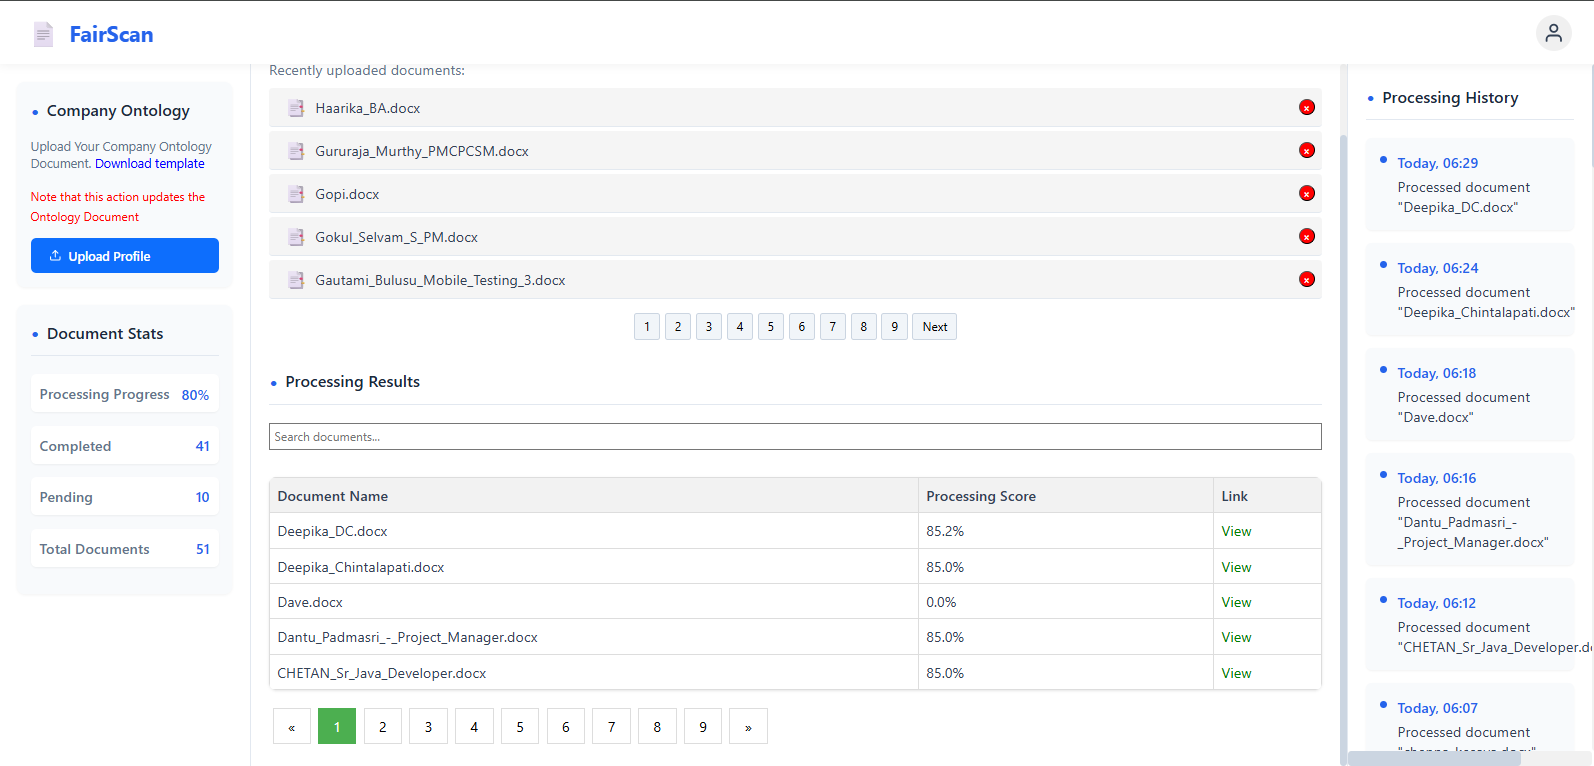 FairScan
Company Ontology
Upload Your Company Ontology
Document. Download template
Note that this action updates the
Ontology Document
Upload Profile
Document Stats
Processing Progress 80%
Completed 41
Pending 10
Total Documents 51
Recently uploaded documents:
Haarika_BA.docx
Gururaja_Murthy_PMCPCSM.docx
Gopi.docx
Gokul_Selvam_S_PM.docx
Gautami_Bulusu_Mobile_Testing_3.docx
1 2 3 4 5 6 7 8 9 Next
Processing Results
Search documents...
Document Name Processing Score Link
Deepika_DC.docx 85.2% View
Deepika_Chintalapati.docx 85.0% View
Dave.docx 0.0% View
Dantu_Padmasri_-_Project_Manager.docx 85.0% View
CHETAN_Sr_Java_Developer.docx 85.0% View
« 1 2 3 4 5 6 7 8 9 »
Processing History
Today, 06:29
Processed document
"Deepika_DC.docx"
Today, 06:24
Processed document
"Deepika_Chintalapati.docx"
Today, 06:18
Processed document
"Dave.docx"
Today, 06:16
Processed document
"Dantu_Padmasri_-
_Project_Manager.docx"
Today, 06:12
Processed document
"CHETAN_Sr_Java_Developer.do
Today, 06:07
Processed document